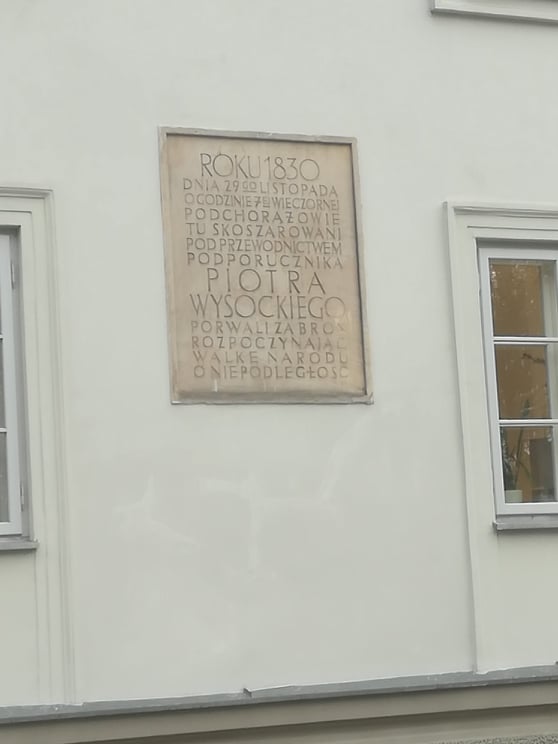 ROKU 1830
DNIA 29GO LISTOPADA
O GODZINIE 7EJ WIECZORNEJ
PODCHORĄŻOWIE
TU SKOSZAROWANI
POD PRZEWODNICTWEM
PODPORUCZNIKA
PIOTRA
WYSOCKIEGO
PORWALI ZA BROŃ
ROZPOCZYNAJĄC
WALKĘ NARODU
O NIEPODLEGŁOŚĆ